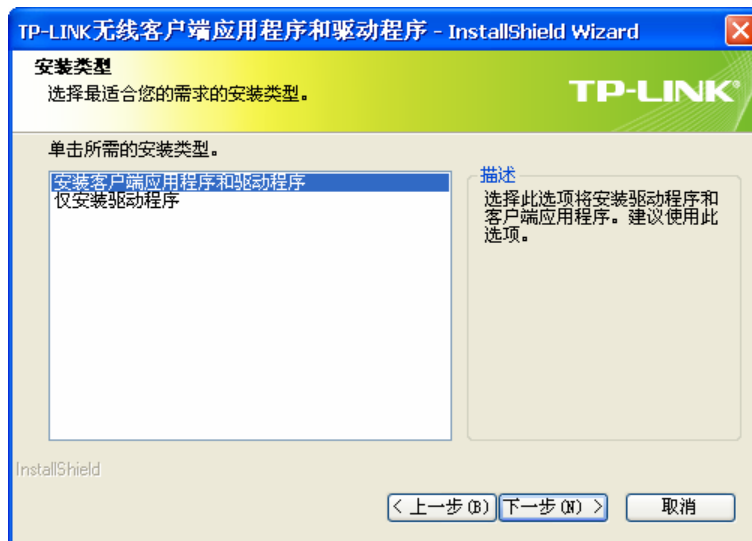 TP-LINK无线客户端应用程序和驱动程序 - InstallShield Wizard
安装类型
选择最适合您的需求的安装类型。
TP-LINK®
单击所需的安装类型。
安装客户端应用程序和驱动程序
仅安装驱动程序
描述
选择此选项将安装驱动程序和
客户端应用程序。建议使用此
选项。
InstallShield
< 上一步(B)
下一步(N) >
取消